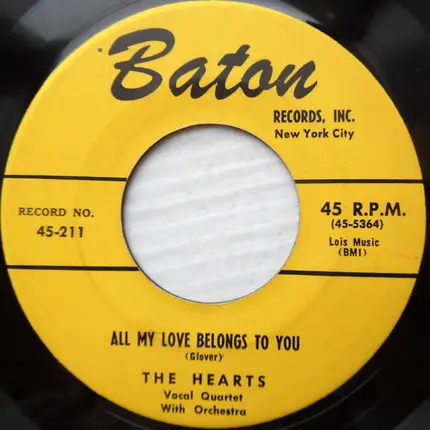 Baton
RECORDS, INC.
New York City
RECORD NO.
45-211
45 R.P.M.
(45-5364)
Lois Music
(BMI)
ALL MY LOVE BELONGS TO YOU
(Glover)
THE HEARTS
Vocal Quartet
With Orchestra